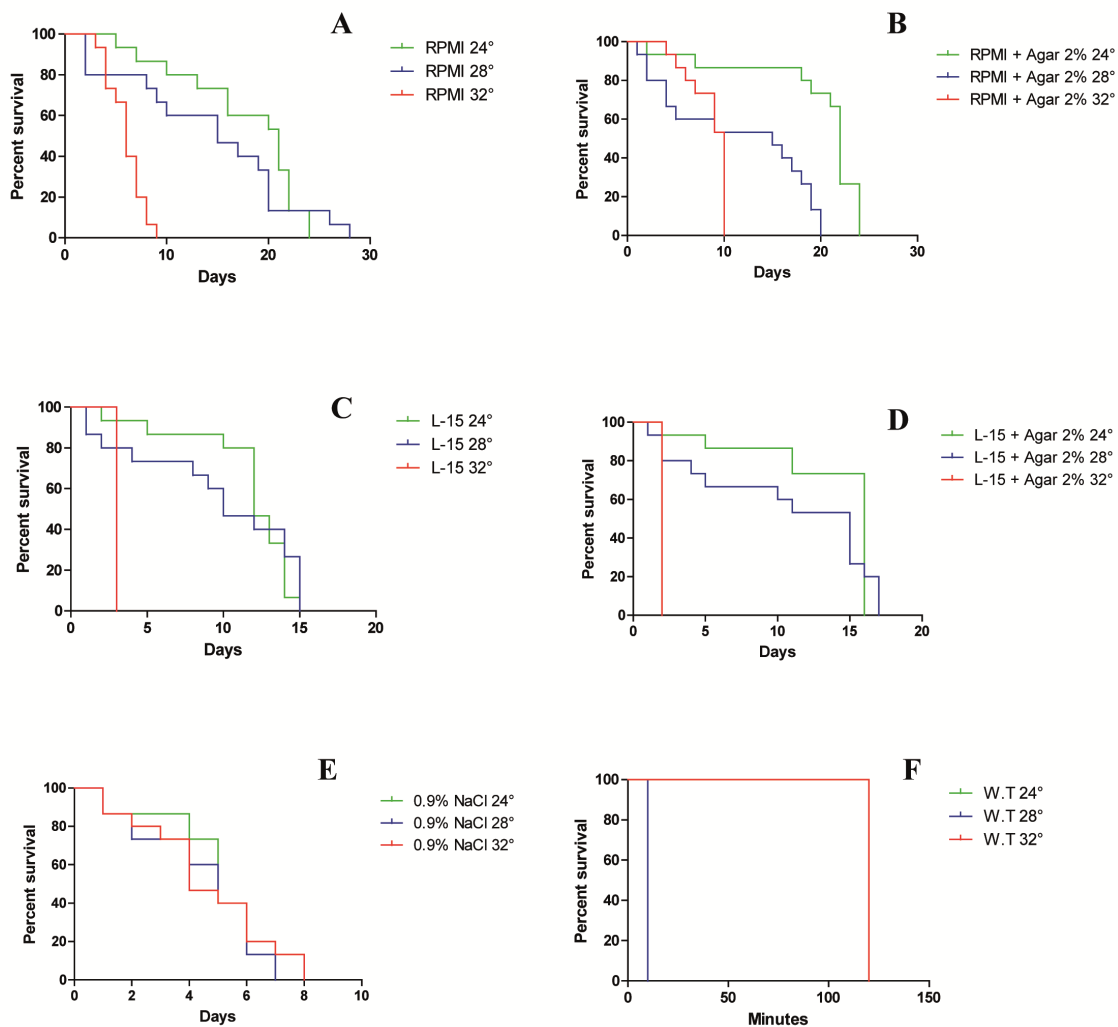 A
RPMI 24°
RPMI 28°
RPMI 32°
Percent survival
100
80
60
40
20
0
0 10 20 30
Days
B
RPMI + Agar 2% 24°
RPMI + Agar 2% 28°
RPMI + Agar 2% 32°
Percent survival
100
80
60
40
20
0
0 10 20 30
Days
C
L-15 24°
L-15 28°
L-15 32°
Percent survival
100
80
60
40
20
0
0 5 10 15 20
Days
D
L-15 + Agar 2% 24°
L-15 + Agar 2% 28°
L-15 + Agar 2% 32°
Percent survival
100
80
60
40
20
0
0 5 10 15 20
Days
E
0.9% NaCl 24°
0.9% NaCl 28°
0.9% NaCl 32°
Percent survival
100
80
60
40
20
0
2 4 6 8 10
Days
F
W.T 24°
W.T 28°
W.T 32°
Percent survival
100
80
60
40
20
0
0 50 100 150
Minutes